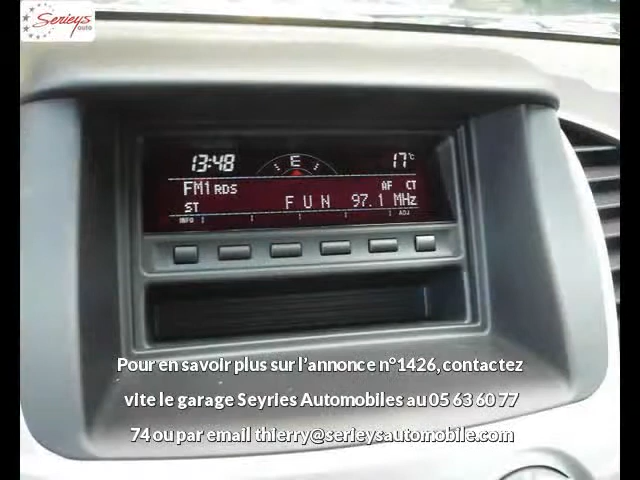 Serieys
auto
13:48 E 17°C
FM1 RDS AF CT
ST FUN 97.1 MHz
INFO ADJ
Pour en savoir plus sur l'annonce n°1426, contactez
vite le garage Seyries Automobiles au 05 63 60 77
74 ou par email thierry@serieysautomobile.com